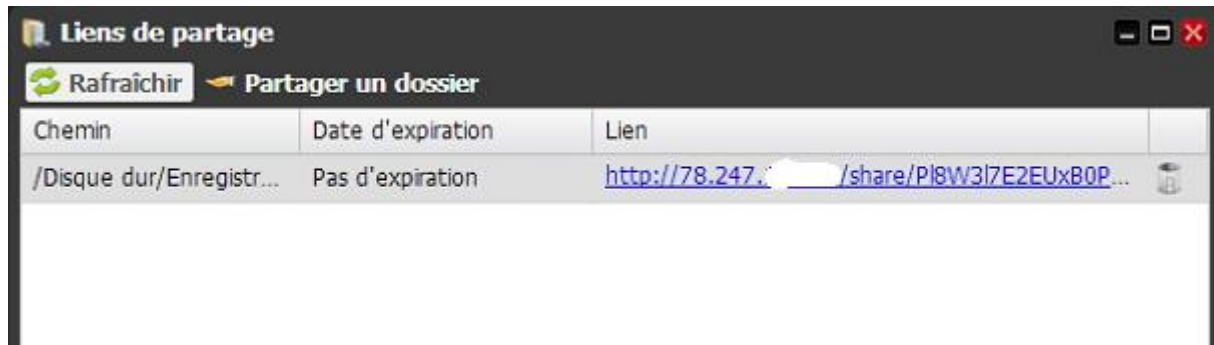 Liens de partage
Rafraîchir Partager un dossier
Chemin Date d'expiration Lien
/Disque dur/Enregistr... Pas d'expiration http://78.247. /share/Pl8W3l7E2EUxB0P...